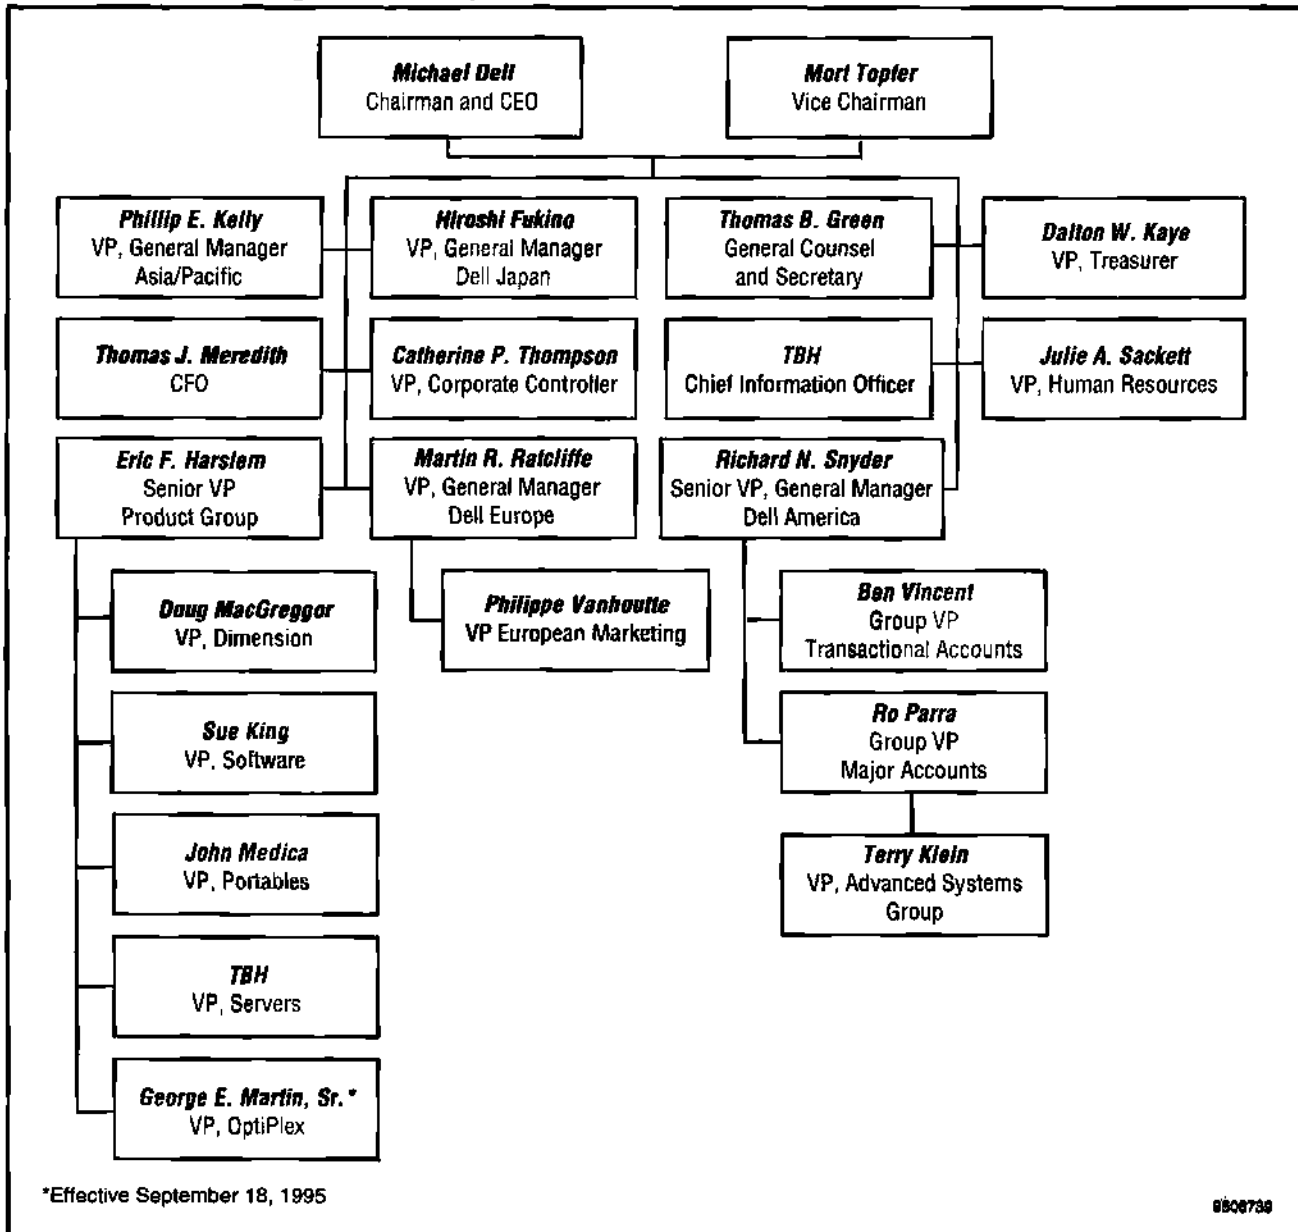 Michael Dell
Chairman and CEO
Mort Topfer
Vice Chairman
Phillip E. Kelly
VP, General Manager
Asia/Pacific
Hiroshi Fukino
VP, General Manager
Dell Japan
Thomas B. Green
General Counsel
and Secretary
Dalton W. Kaye
VP, Treasurer
Thomas J. Meredith
CFO
Catherine P. Thompson
VP, Corporate Controller
TBH
Chief Information Officer
Julie A. Sackett
VP, Human Resources
Eric F. Harslem
Senior VP
Product Group
Martin R. Ratcliffe
VP, General Manager
Dell Europe
Richard N. Snyder
Senior VP, General Manager
Dell America
Doug MacGreggor
VP, Dimension
Philippe Vanhoutte
VP European Marketing
Ben Vincent
Group VP
Transactional Accounts
Sue King
VP, Software
Ro Parra
Group VP
Major Accounts
John Medica
VP, Portables
Terry Klein
VP, Advanced Systems
Group
TBH
VP, Servers
George E. Martin, Sr.*
VP, OptiPlex
*Effective September 18, 1995